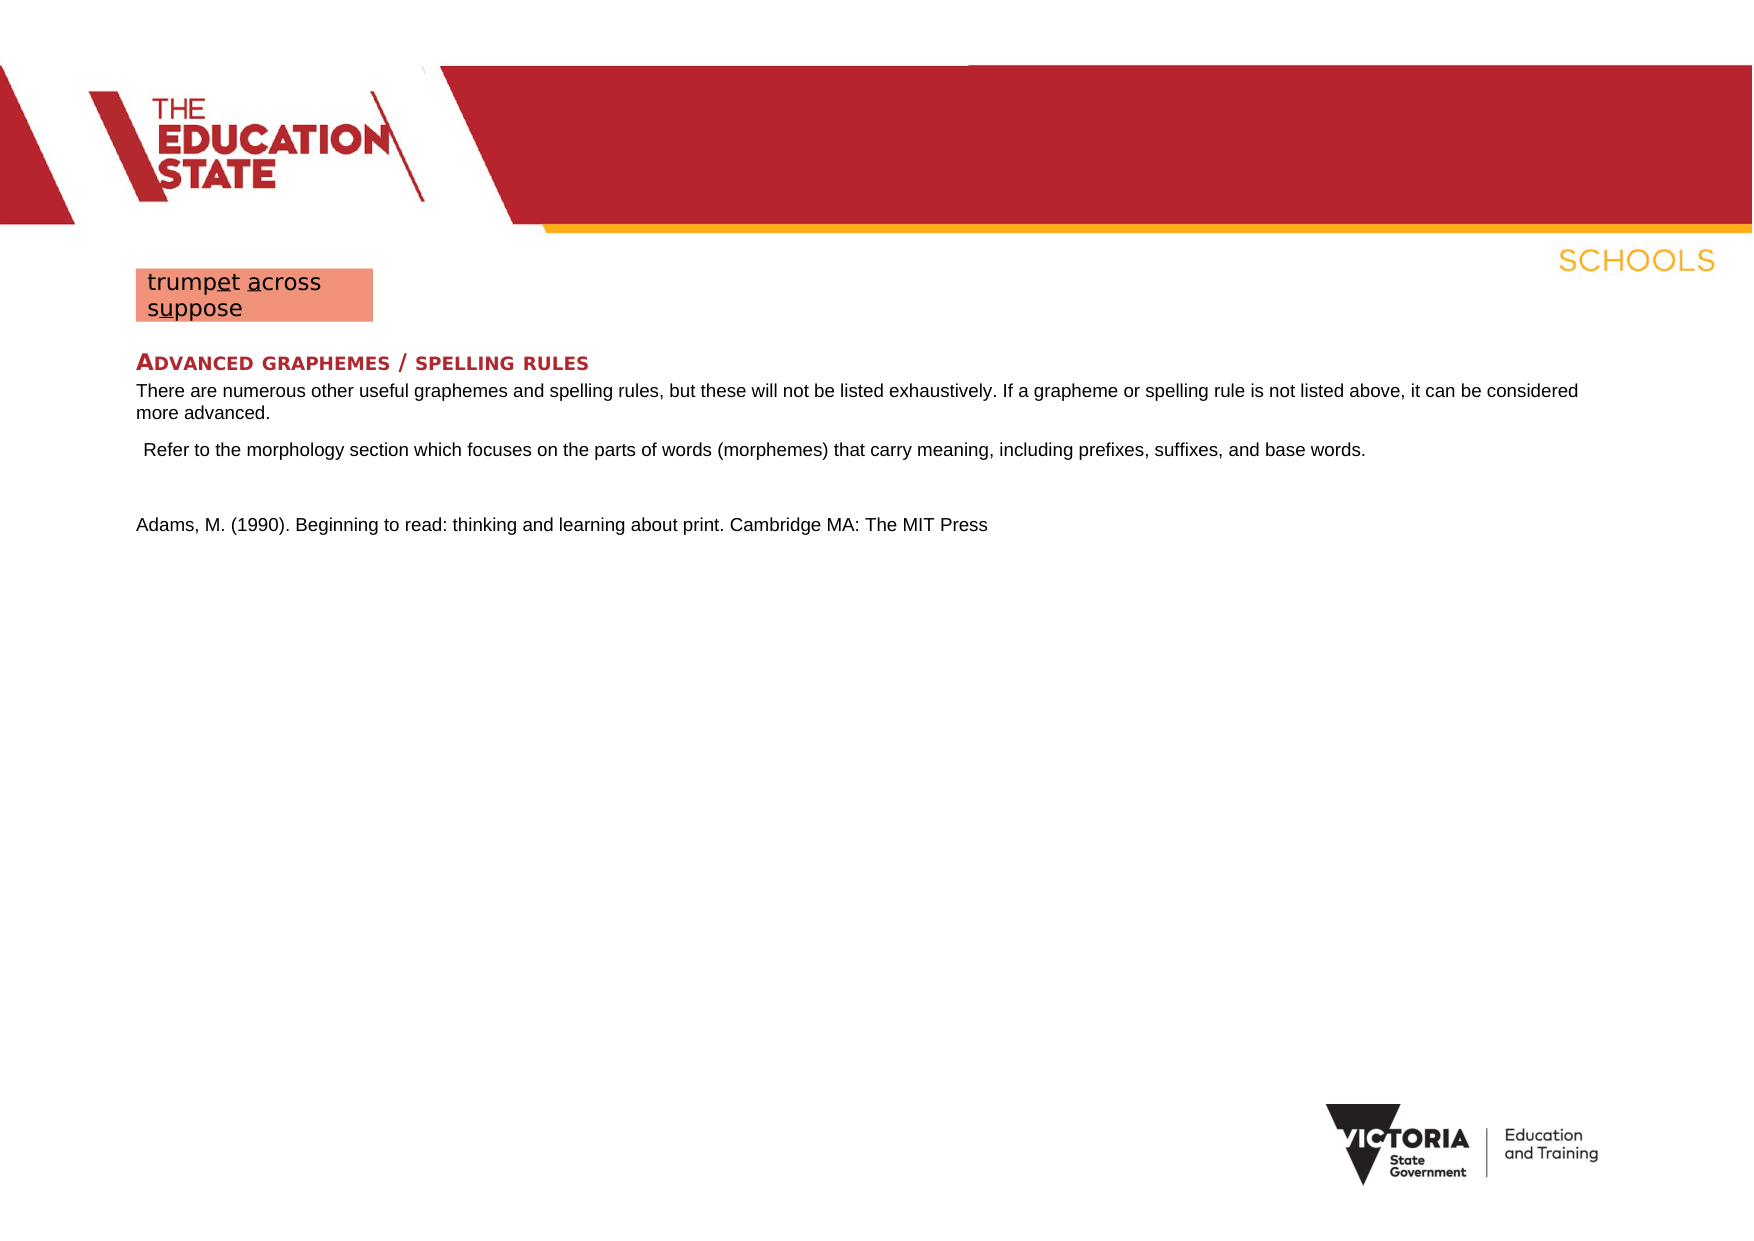 THE
EDUCATION
STATE
SCHOOLS
trumpet across
suppose
ADVANCED GRAPHEMES / SPELLING RULES
There are numerous other useful graphemes and spelling rules, but these will not be listed exhaustively. If a grapheme or spelling rule is not listed above, it can be considered
more advanced.
Refer to the morphology section which focuses on the parts of words (morphemes) that carry meaning, including prefixes, suffixes, and base words.
Adams, M. (1990). Beginning to read: thinking and learning about print. Cambridge MA: The MIT Press
VICTORIA
State
Government
Education
and Training